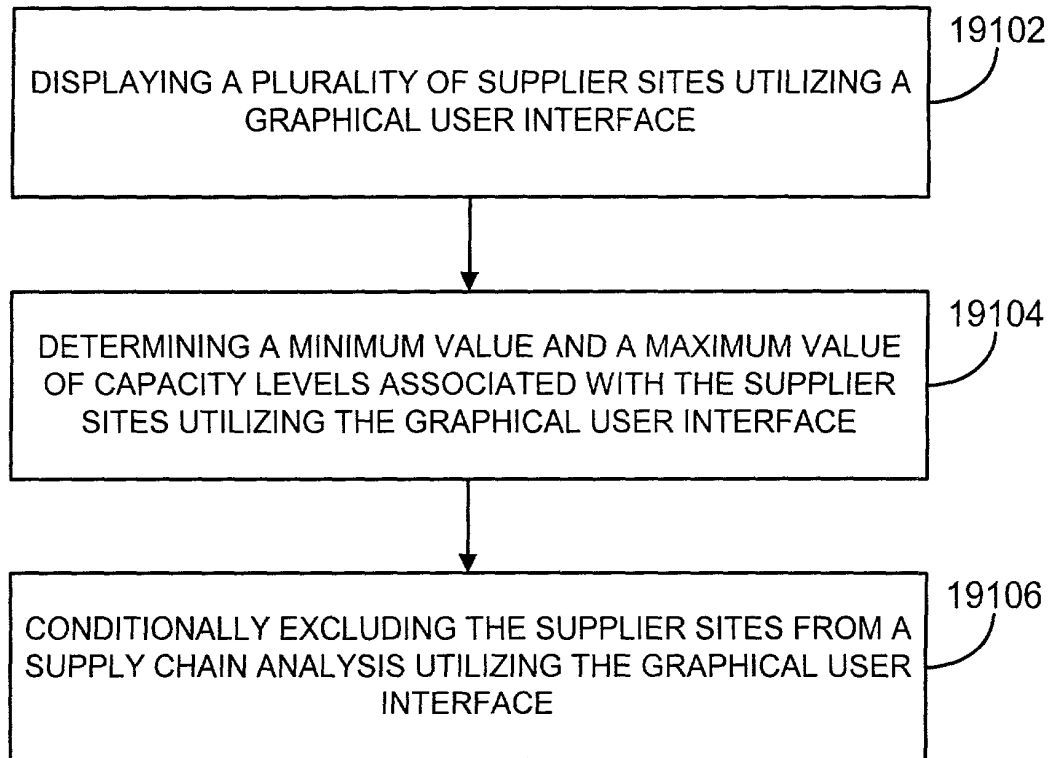 19102
DISPLAYING A PLURALITY OF SUPPLIER SITES UTILIZING A
GRAPHICAL USER INTERFACE
19104
DETERMINING A MINIMUM VALUE AND A MAXIMUM VALUE
OF CAPACITY LEVELS ASSOCIATED WITH THE SUPPLIER
SITES UTILIZING THE GRAPHICAL USER INTERFACE
19106
CONDITIONALLY EXCLUDING THE SUPPLIER SITES FROM A
SUPPLY CHAIN ANALYSIS UTILIZING THE GRAPHICAL USER
INTERFACE